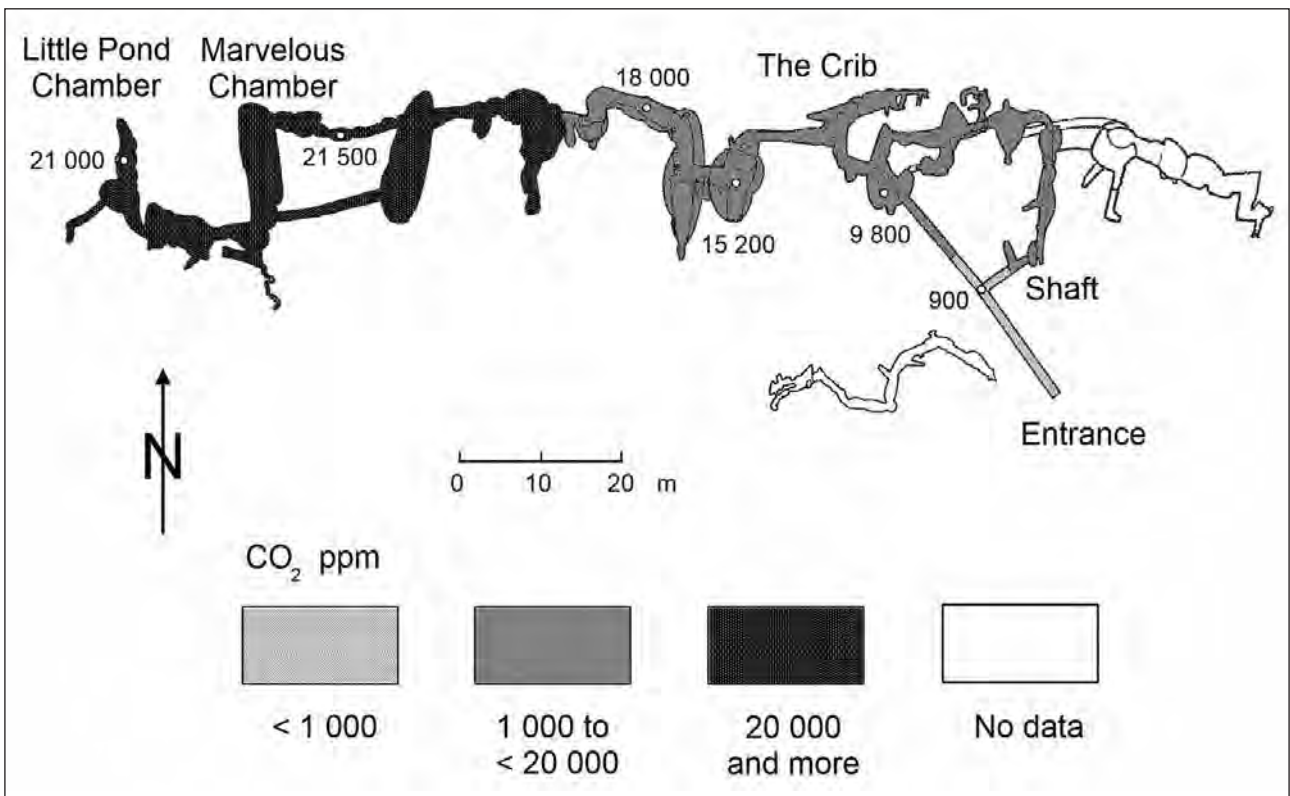 Little Pond
Chamber
Marvelous
Chamber
18 000
The Crib
21 000
21 500
15 200
9 800
900
Shaft
Entrance
N
0 10 20 m
CO₂ ppm
< 1 000
1 000 to
< 20 000
20 000
and more
No data